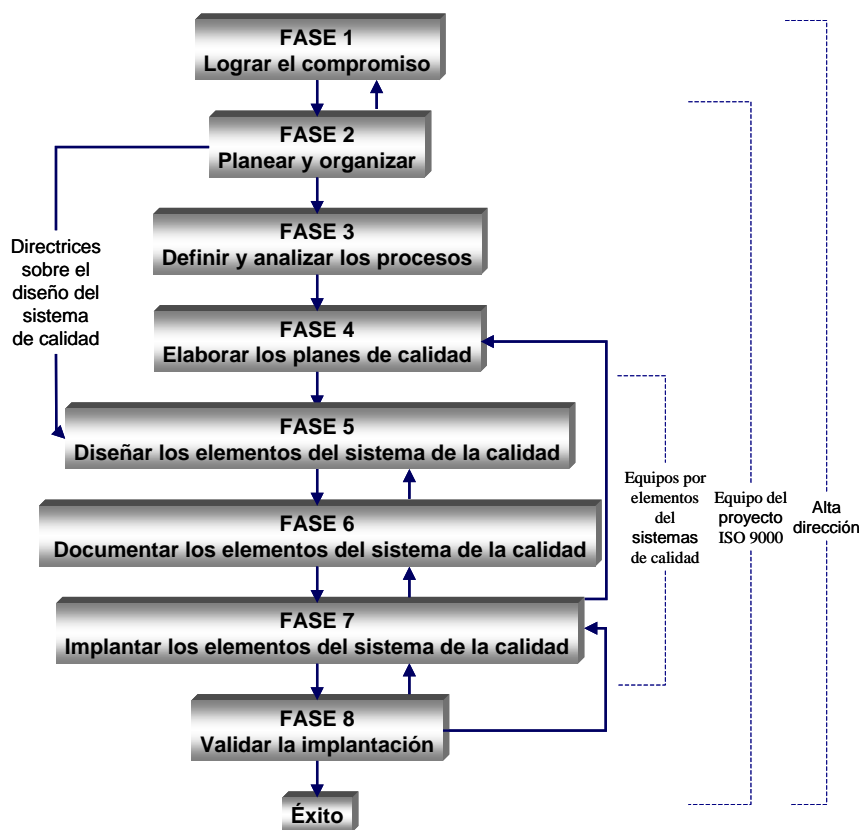 FASE 1
Lograr el compromiso
FASE 2
Planear y organizar
FASE 3
Definir y analizar los procesos
Directrices
sobre el
diseño del
sistema
de calidad
FASE 4
Elaborar los planes de calidad
FASE 5
Diseñar los elementos del sistema de la calidad
FASE 6
Documentar los elementos del sistema de la calidad
FASE 7
Implantar los elementos del sistema de la calidad
FASE 8
Validar la implantación
Éxito
Equipos por
elementos
del
sistemas
de calidad
Equipo del
proyecto
ISO 9000
Alta
dirección